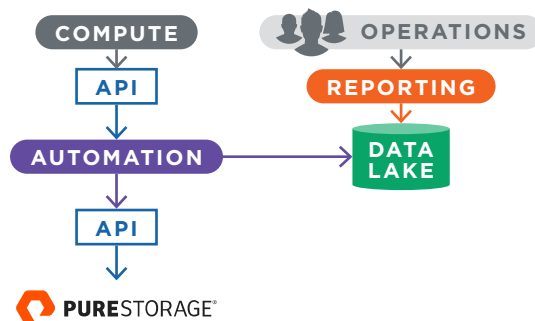 COMPUTE
OPERATIONS
API
REPORTING
AUTOMATION
DATA
LAKE
API
PURESTORAGE®